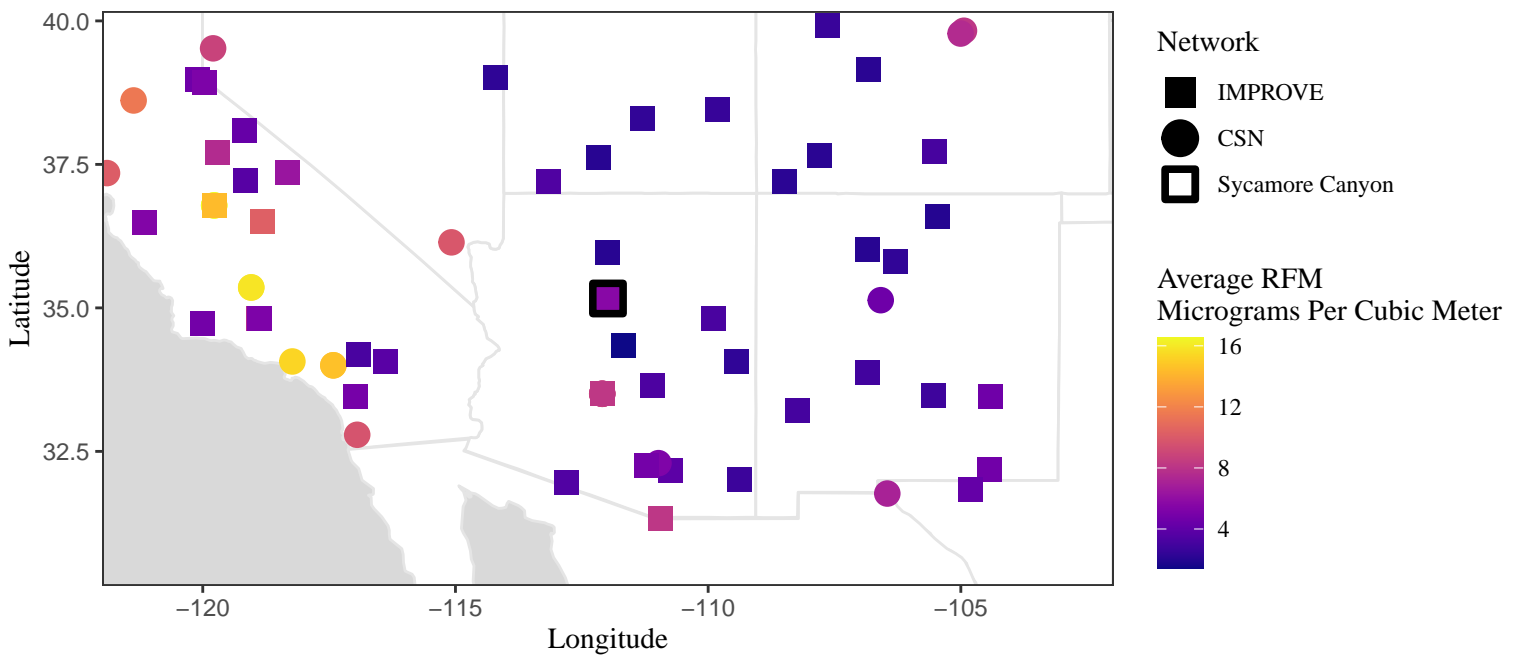 40.0
37.5
35.0
32.5
Latitude
−120
−115
−110
−105
Longitude
Network
IMPROVE
CSN
Sycamore Canyon
Average RFM
Micrograms Per Cubic Meter
16
12
8
4